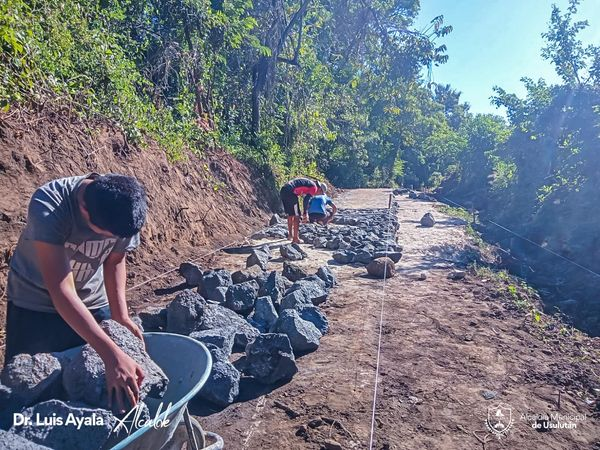 Dr. Luis Ayala Alcalde
Alcaldía Municipal
de Usulután